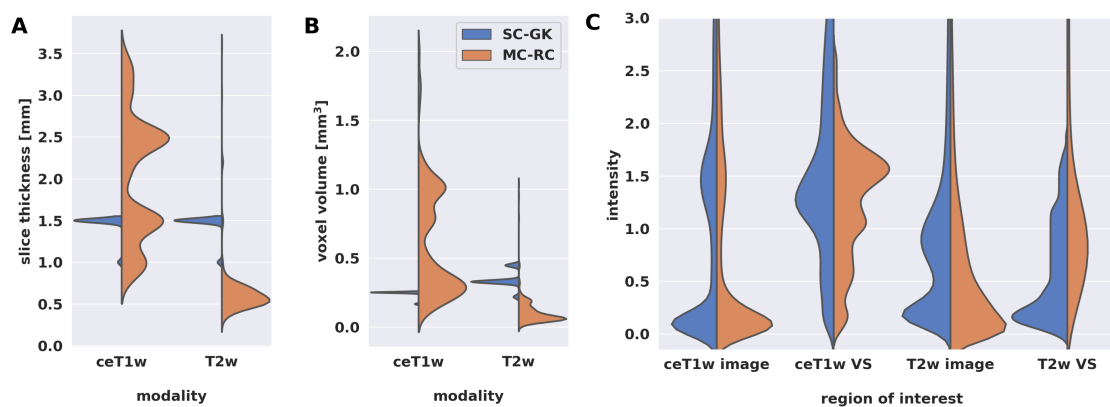 A
slice thickness [mm]
3.5
3.0
2.5
2.0
1.5
1.0
0.5
0.0
ceT1w T2w
modality
B
voxel volume [mm³]
2.0
1.5
1.0
0.5
0.0
SC-GK
MC-RC
ceT1w T2w
modality
C
intensity
3.0
2.5
2.0
1.5
1.0
0.5
0.0
ceT1w image ceT1w VS T2w image T2w VS
region of interest